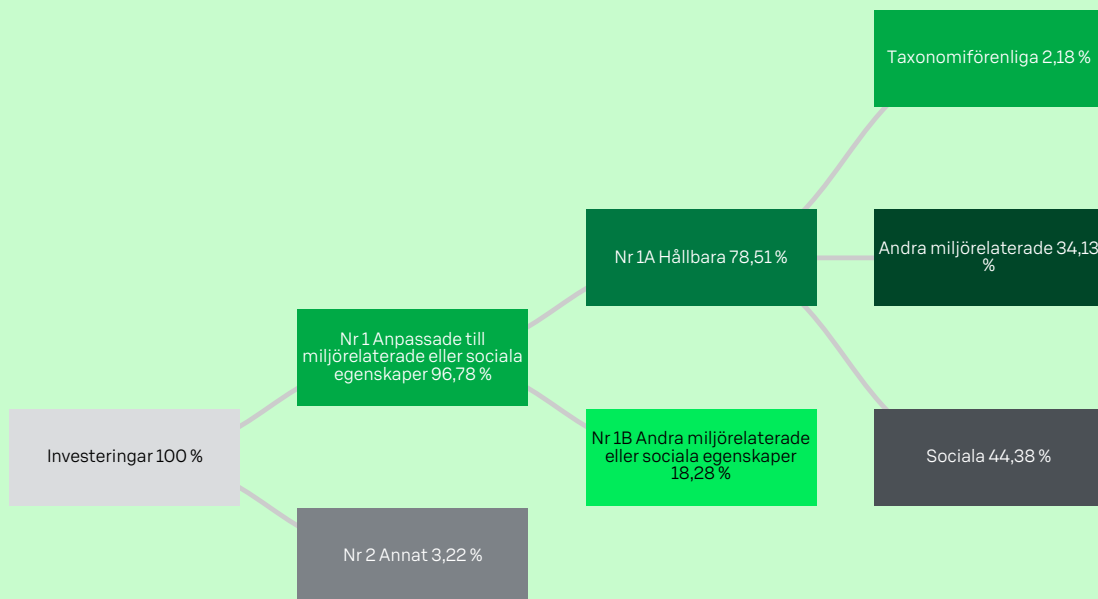 Taxonomiförenliga 2,18 %
Nr 1A Hållbara 78,51 %
Andra miljörelaterade 34,13
%
Nr 1 Anpassade till
miljörelaterade eller sociala
egenskaper 96,78 %
Investeringar 100 %
Nr 1B Andra miljörelaterade
eller sociala egenskaper
18,28 %
Sociala 44,38 %
Nr 2 Annat 3,22 %